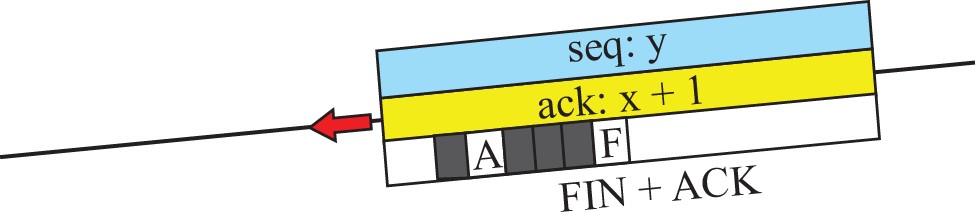 seq: y
ack: x + 1
A F
FIN + ACK